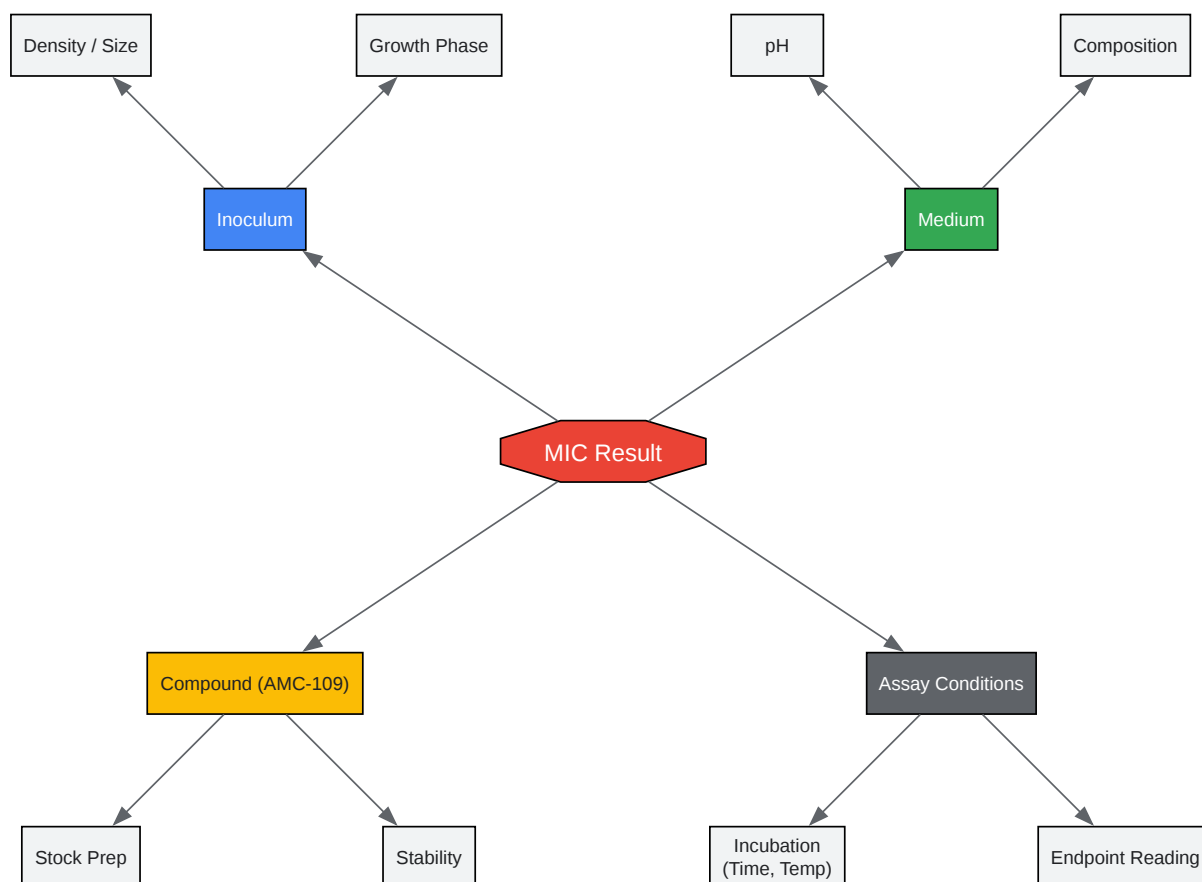 Density / Size
Growth Phase
pH
Composition
Inoculum
Medium
MIC Result
Compound (AMC-109)
Assay Conditions
Stock Prep
Stability
Incubation
(Time, Temp)
Endpoint Reading